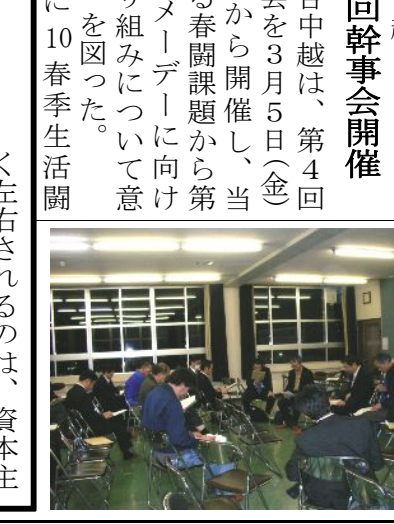 回幹事会開催
合中越は、第4回
会を3月5日(金)
から開催し、当
る春闘課題から第
メーデーに向け
り組みについて意
を図った。
に10春季生活闘
く左右されるのは、資本主